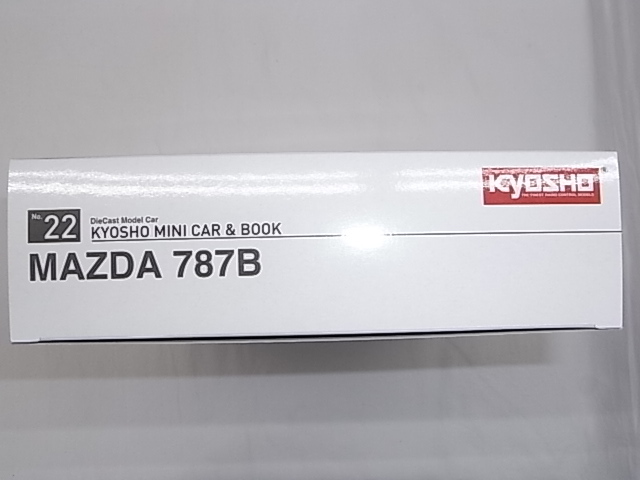 KYOSHO
THE FINEST RADIO CONTROL MODELS
No. 22
DieCast Model Car
KYOSHO MINI CAR & BOOK
MAZDA 787B